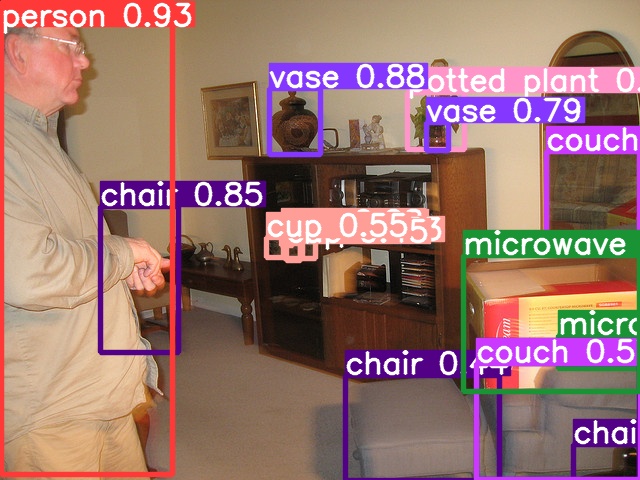 person 0.93
vase 0.88
potted plant 0.
vase 0.79
couch
chair 0.85
cup 0.55
microwave
micro
couch 0.5
chair 0.44
chai